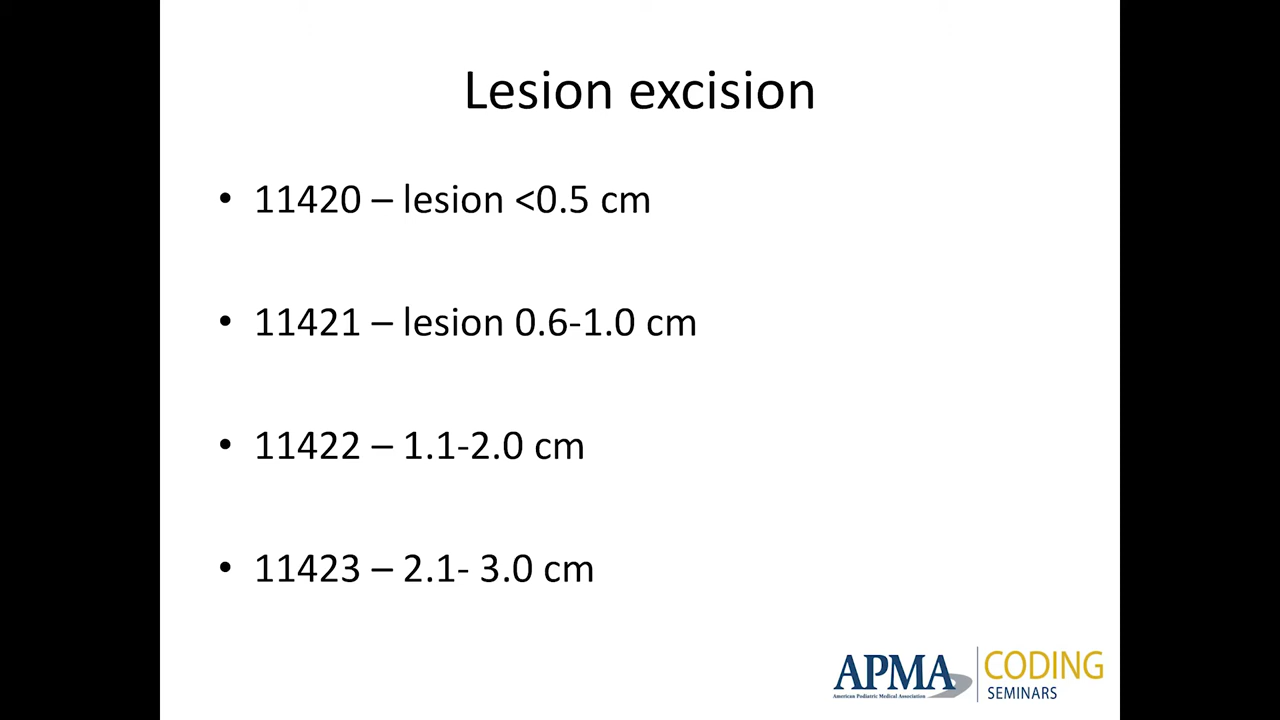 Lesion excision
• 11420 – lesion <0.5 cm
• 11421 – lesion 0.6-1.0 cm
• 11422 – 1.1-2.0 cm
• 11423 – 2.1- 3.0 cm
APMA
American Podiatric Medical Association
CODING
SEMINARS